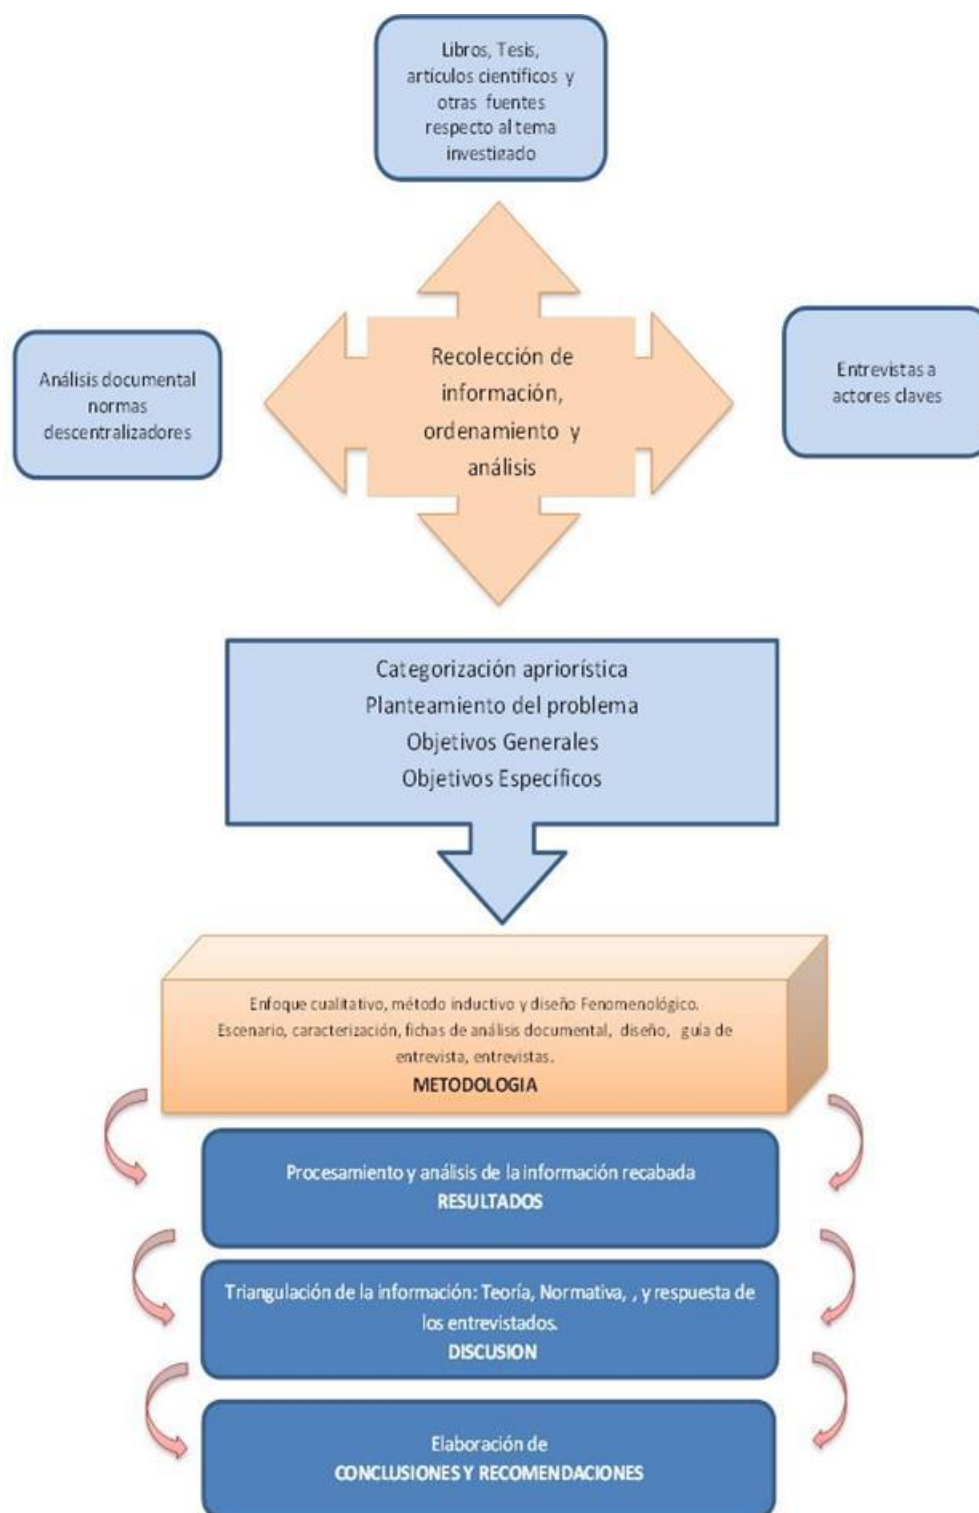 Libros, Tesis,
artículos científicos y
otras fuentes
respecto al tema
investigado
Análisis documental
normas
descentralizadores
Recolección de
información,
ordenamiento y
análisis
Entrevistas a
actores claves
Categorización apriorística
Planteamiento del problema
Objetivos Generales
Objetivos Específicos
Enfoque cualitativo, método inductivo y diseño Fenomenológico.
Escenario, caracterización, fichas de análisis documental, diseño, guía de
entrevista, entrevistas.
METODOLOGIA
Procesamiento y análisis de la información recabada
RESULTADOS
Triangulación de la información: Teoría, Normativa, , y respuesta de
los entrevistados.
DISCUSION
Elaboración de
CONCLUSIONES Y RECOMENDACIONES